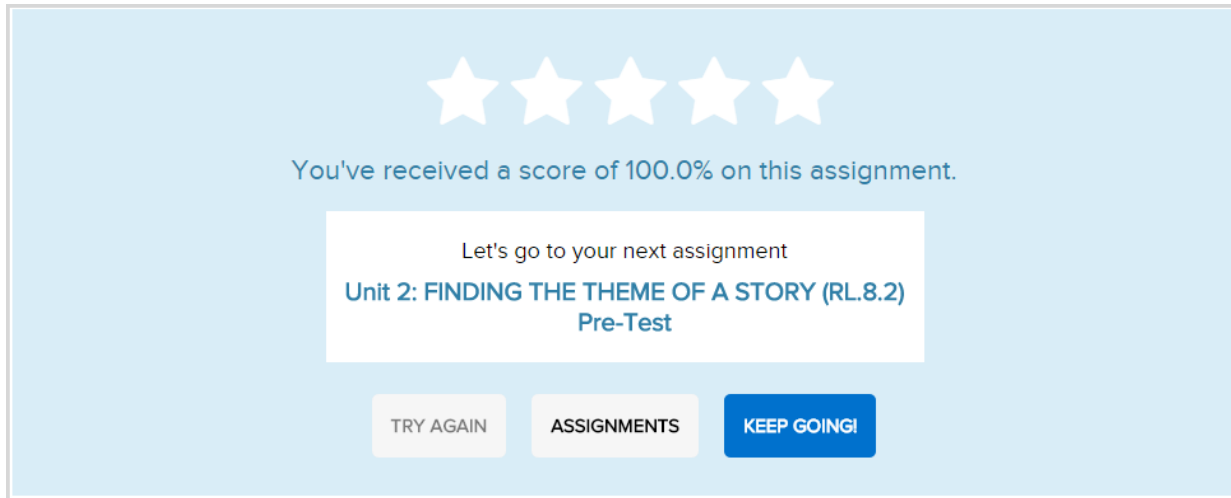 You've received a score of 100.0% on this assignment.
Let's go to your next assignment
Unit 2: FINDING THE THEME OF A STORY (RL.8.2)
Pre-Test
TRY AGAIN ASSIGNMENTS KEEP GOING!